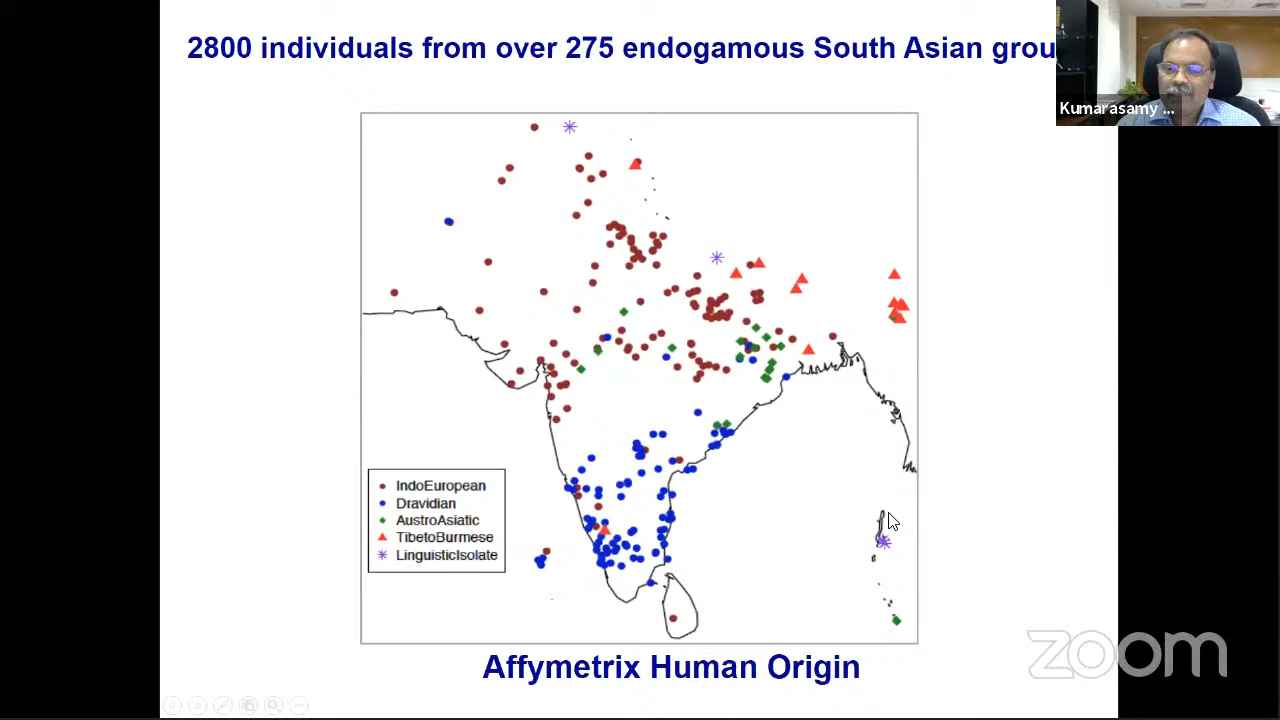 2800 individuals from over 275 endogamous South Asian grou
Kumarasamy ...
IndoEuropean
Dravidian
AustroAsiatic
TibetoBurmese
LinguisticIsolate
Affymetrix Human Origin
zoom